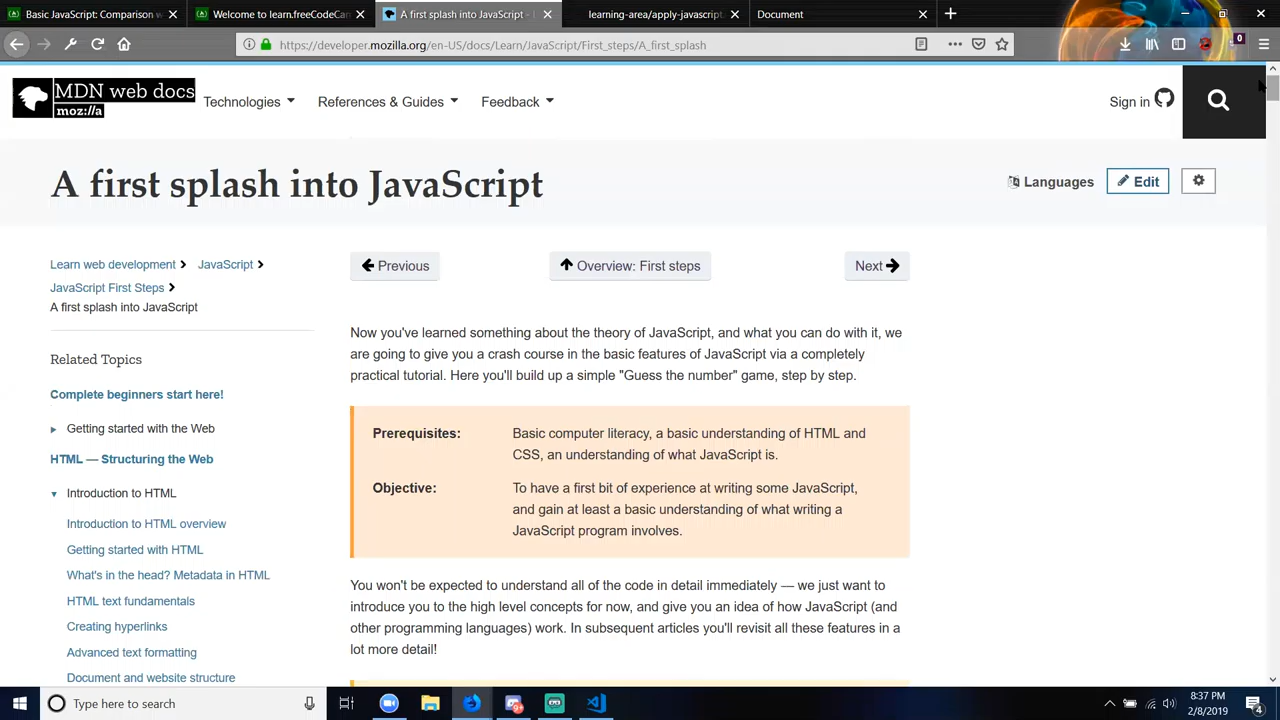 Basic JavaScript: Comparison w
Welcome to learn.freeCodeCam
A first splash into JavaScript -
learning-area/apply-javascript
Document
https://developer.mozilla.org/en-US/docs/Learn/JavaScript/First_steps/A_first_splash
0
MDN web docs
moz://a
Technologies
References & Guides
Feedback
Sign in
A first splash into JavaScript
Languages
Edit
Learn web development
JavaScript
JavaScript First Steps
A first splash into JavaScript
Previous
Overview: First steps
Next
Related Topics
Complete beginners start here!
Getting started with the Web
HTML — Structuring the Web
Introduction to HTML
Introduction to HTML overview
Getting started with HTML
What's in the head? Metadata in HTML
HTML text fundamentals
Creating hyperlinks
Advanced text formatting
Document and website structure
Now you've learned something about the theory of JavaScript, and what you can do with it, we
are going to give you a crash course in the basic features of JavaScript via a completely
practical tutorial. Here you'll build up a simple "Guess the number" game, step by step.
Prerequisites:
Basic computer literacy, a basic understanding of HTML and
CSS, an understanding of what JavaScript is.
Objective:
To have a first bit of experience at writing some JavaScript,
and gain at least a basic understanding of what writing a
JavaScript program involves.
You won't be expected to understand all of the code in detail immediately — we just want to
introduce you to the high level concepts for now, and give you an idea of how JavaScript (and
other programming languages) work. In subsequent articles you'll revisit all these features in a
lot more detail!
Type here to search
8:37 PM
2/8/2019
4